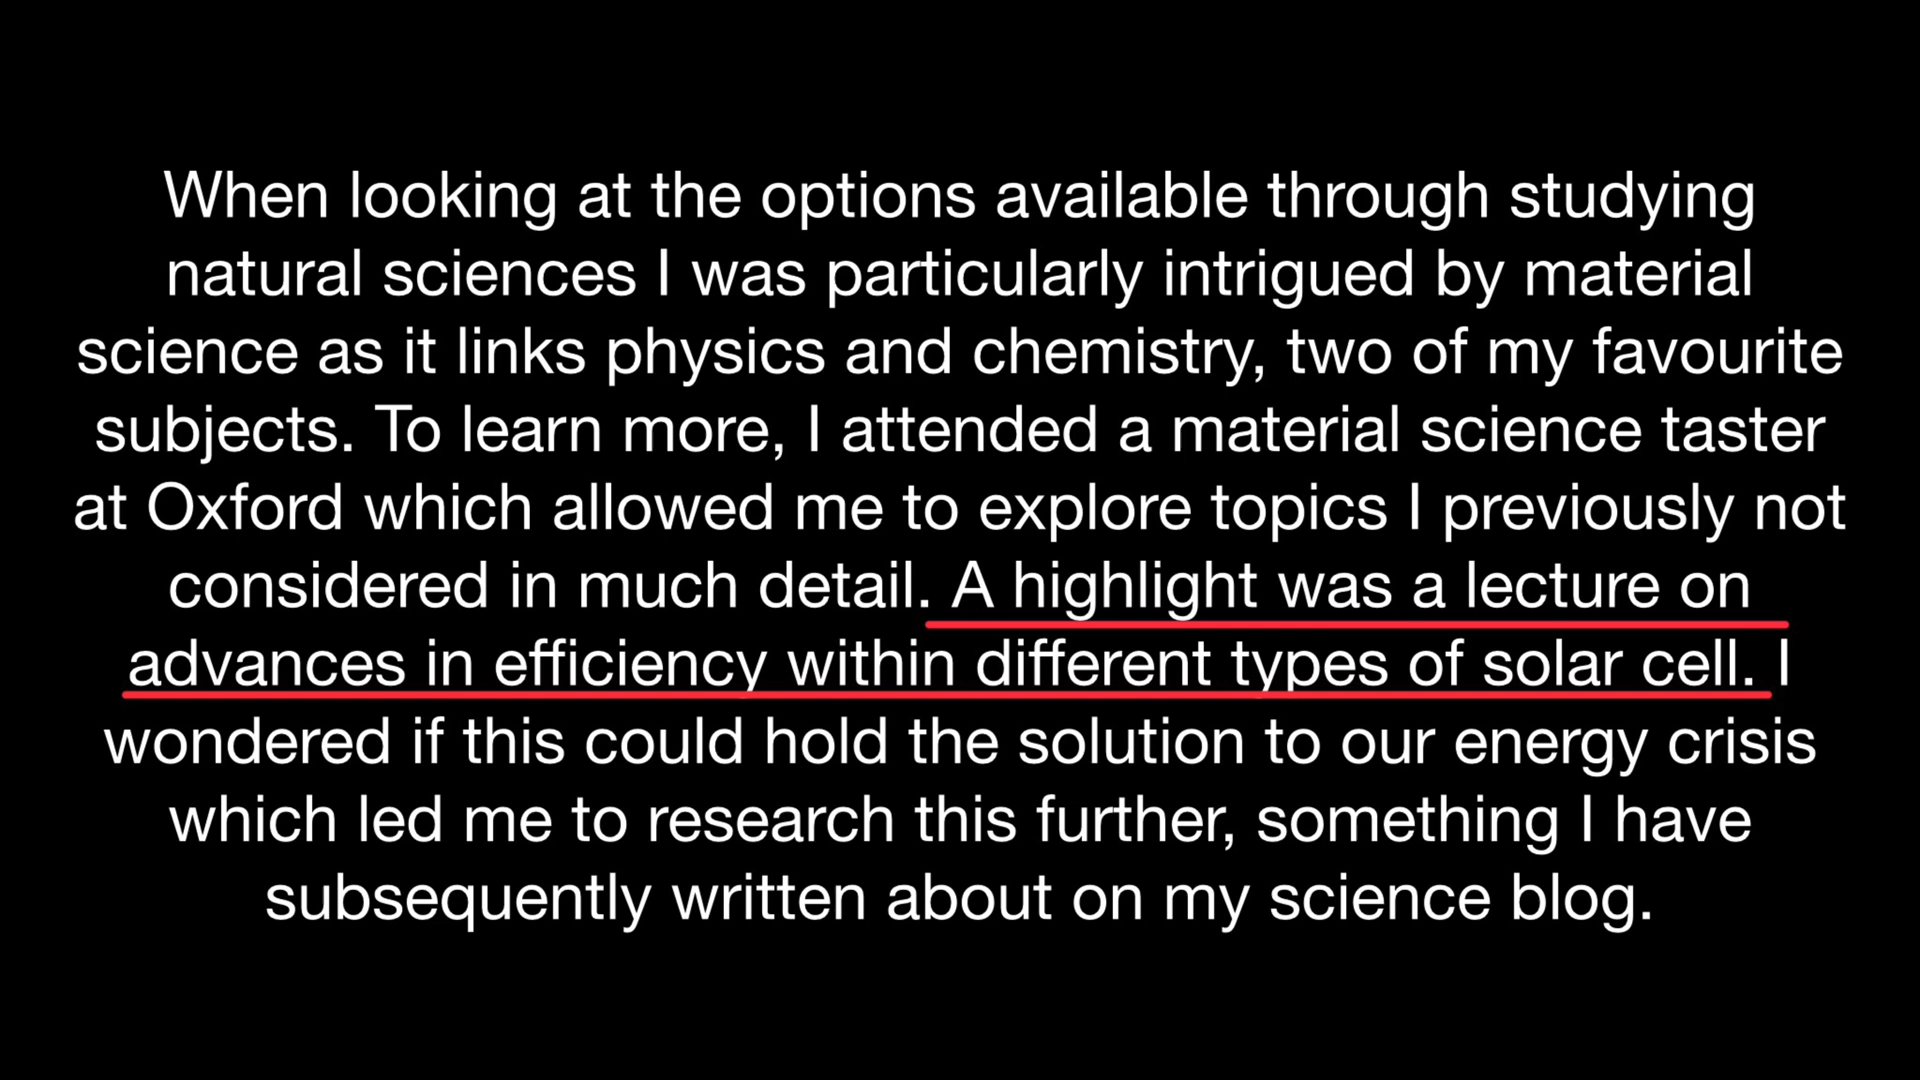 When looking at the options available through studying
natural sciences I was particularly intrigued by material
science as it links physics and chemistry, two of my favourite
subjects. To learn more, I attended a material science taster
at Oxford which allowed me to explore topics I previously not
considered in much detail. A highlight was a lecture on
advances in efficiency within different types of solar cell. I
wondered if this could hold the solution to our energy crisis
which led me to research this further, something I have
subsequently written about on my science blog.